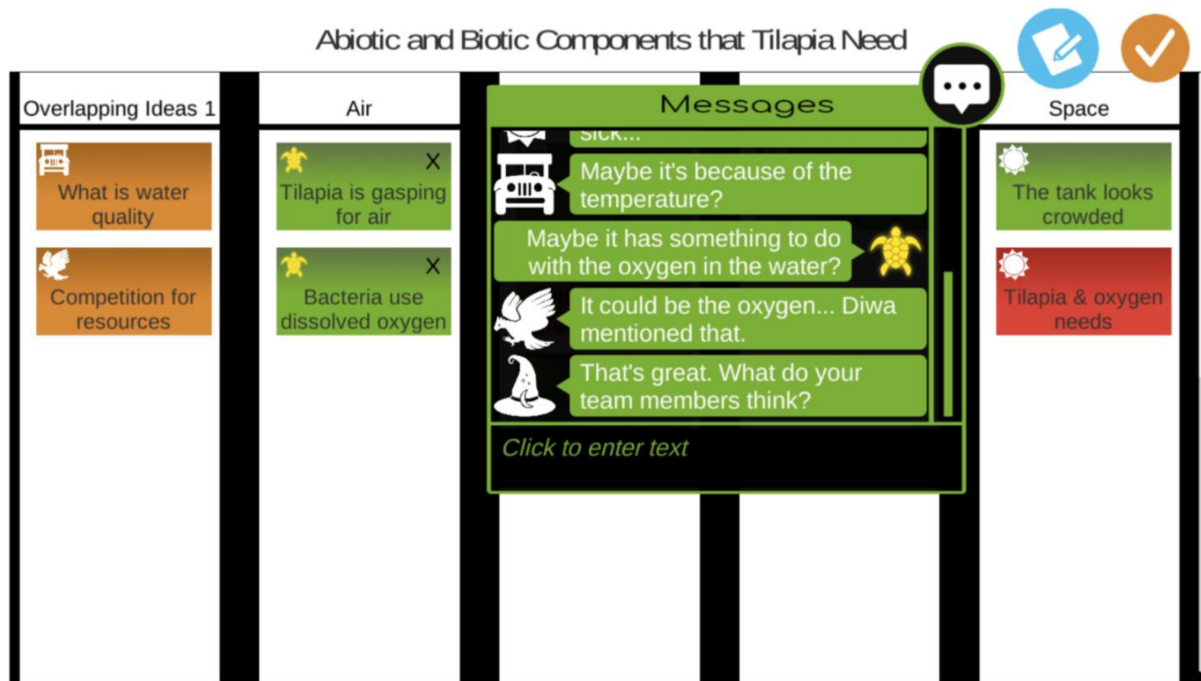 Abiotic and Biotic Components that Tilapia Need
Overlapping Ideas 1
What is water
quality
Competition for
resources
Air
X
Tilapia is gasping
for air
X
Bacteria use
dissolved oxygen
Messages
sick...
Maybe it's because of the
temperature?
Maybe it has something to do
with the oxygen in the water?
It could be the oxygen... Diwa
mentioned that.
That's great. What do your
team members think?
Click to enter text
Space
The tank looks
crowded
Tilapia & oxygen
needs